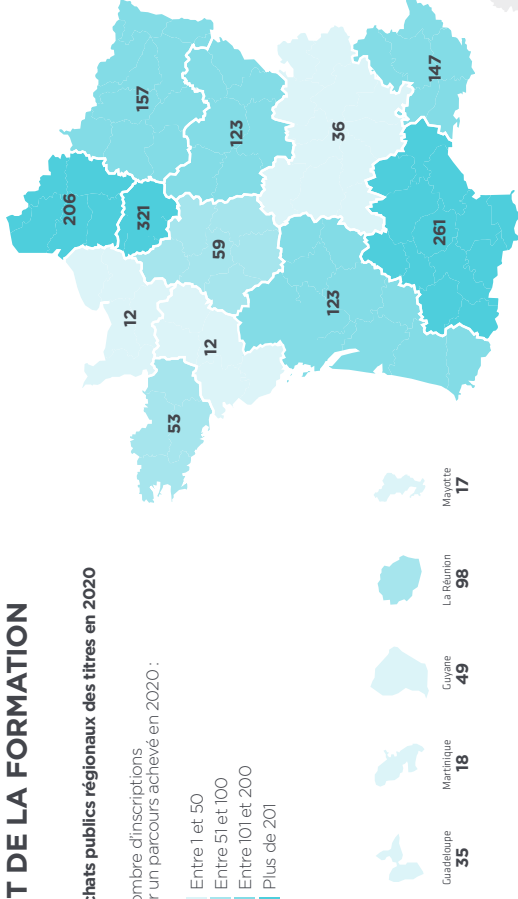 T DE LA FORMATION
chats publics régionaux des titres en 2020
ombre d'inscriptions
r un parcours achevé en 2020 :
Entre 1 et 50
Entre 51 et 100
Entre 101 et 200
Plus de 201
206
157
321
12
123
59
12
53
36
123
147
261
Guadeloupe
35
Martinique
18
Guyane
49
La Réunion
98
Mayotte
17